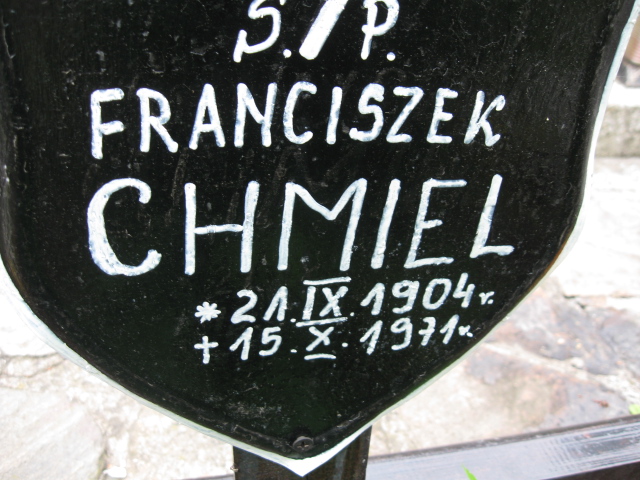 S. P.
FRANCISZEK
CHMIEL
* 21.IX.1904r.
+ 15.X.1971r.